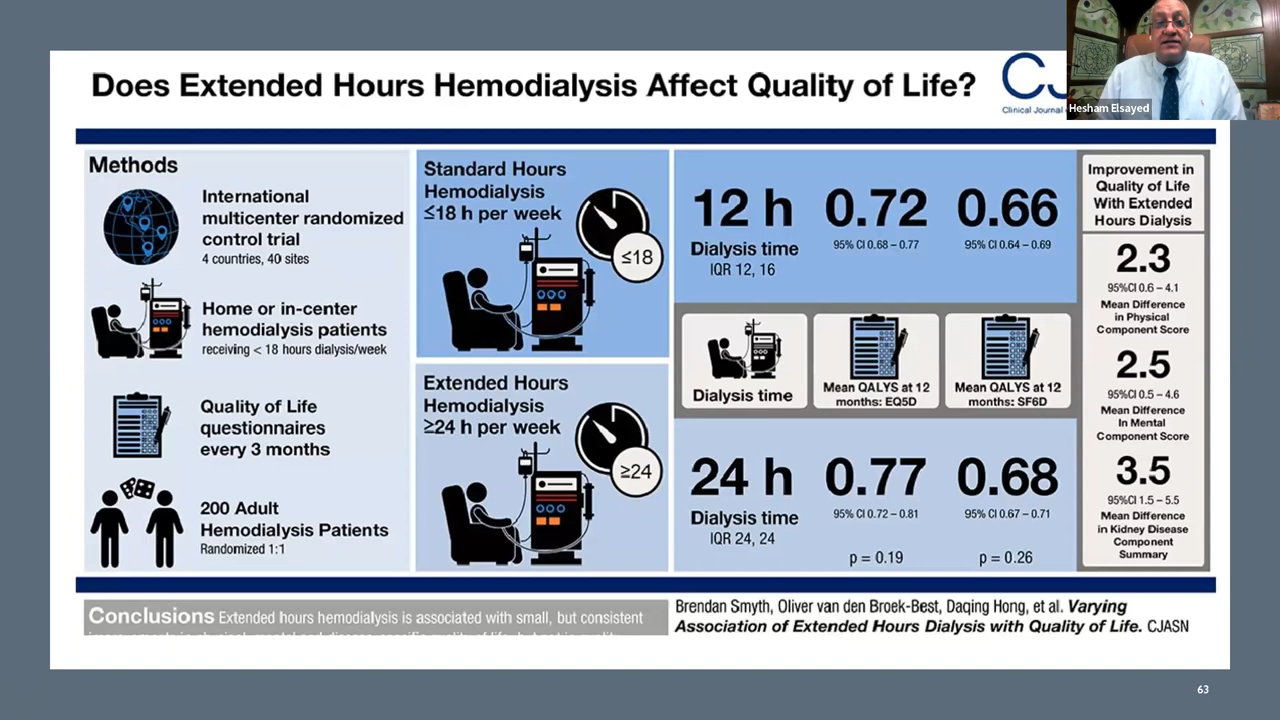 Does Extended Hours Hemodialysis Affect Quality of Life?
CJ
Clinical Journal
Hesham Elsayed
Methods
International
multicenter randomized
control trial
4 countries, 40 sites
Home or in-center
hemodialysis patients
receiving < 18 hours dialysis/week
Quality of Life
questionnaires
every 3 months
200 Adult
Hemodialysis Patients
Randomized 1:1
Standard Hours
Hemodialysis
≤18 h per week
≤18
Extended Hours
Hemodialysis
≥24 h per week
≥24
12 h 0.72 0.66
Dialysis time 95% CI 0.68 – 0.77 95% CI 0.64 – 0.69
IQR 12, 16
Dialysis time
Mean QALYS at 12
months: EQ5D
Mean QALYS at 12
months: SF6D
24 h 0.77 0.68
Dialysis time 95% CI 0.72 – 0.81 95% CI 0.67 – 0.71
IQR 24, 24
p = 0.19 p = 0.26
Improvement in
Quality of Life
With Extended
Hours Dialysis
2.3
95%CI 0.6 – 4.1
Mean Difference
in Physical
Component Score
2.5
95%CI 0.5 – 4.6
Mean Difference
In Mental
Component Score
3.5
95%CI 1.5 – 5.5
Mean Difference
in Kidney Disease
Component
Summary
Conclusions Extended hours hemodialysis is associated with small, but consistent
Brendan Smyth, Oliver van den Broek-Best, Daqing Hong, et al. Varying
Association of Extended Hours Dialysis with Quality of Life. CJASN
63